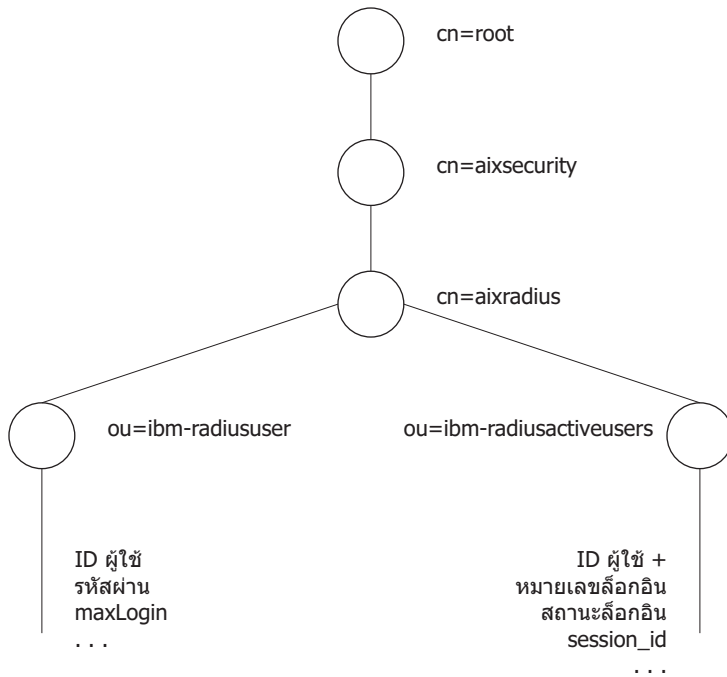 cn=root
cn=aixsecurity
cn=aixradius
ou=ibm-radiususer
ou=ibm-radiusactiveusers
ID ผู้ใช้
รหัสผ่าน
maxLogin
. . .
ID ผู้ใช้ +
หมายเลขล็อกอิน
สถานะล็อกอิน
session_id
. . .